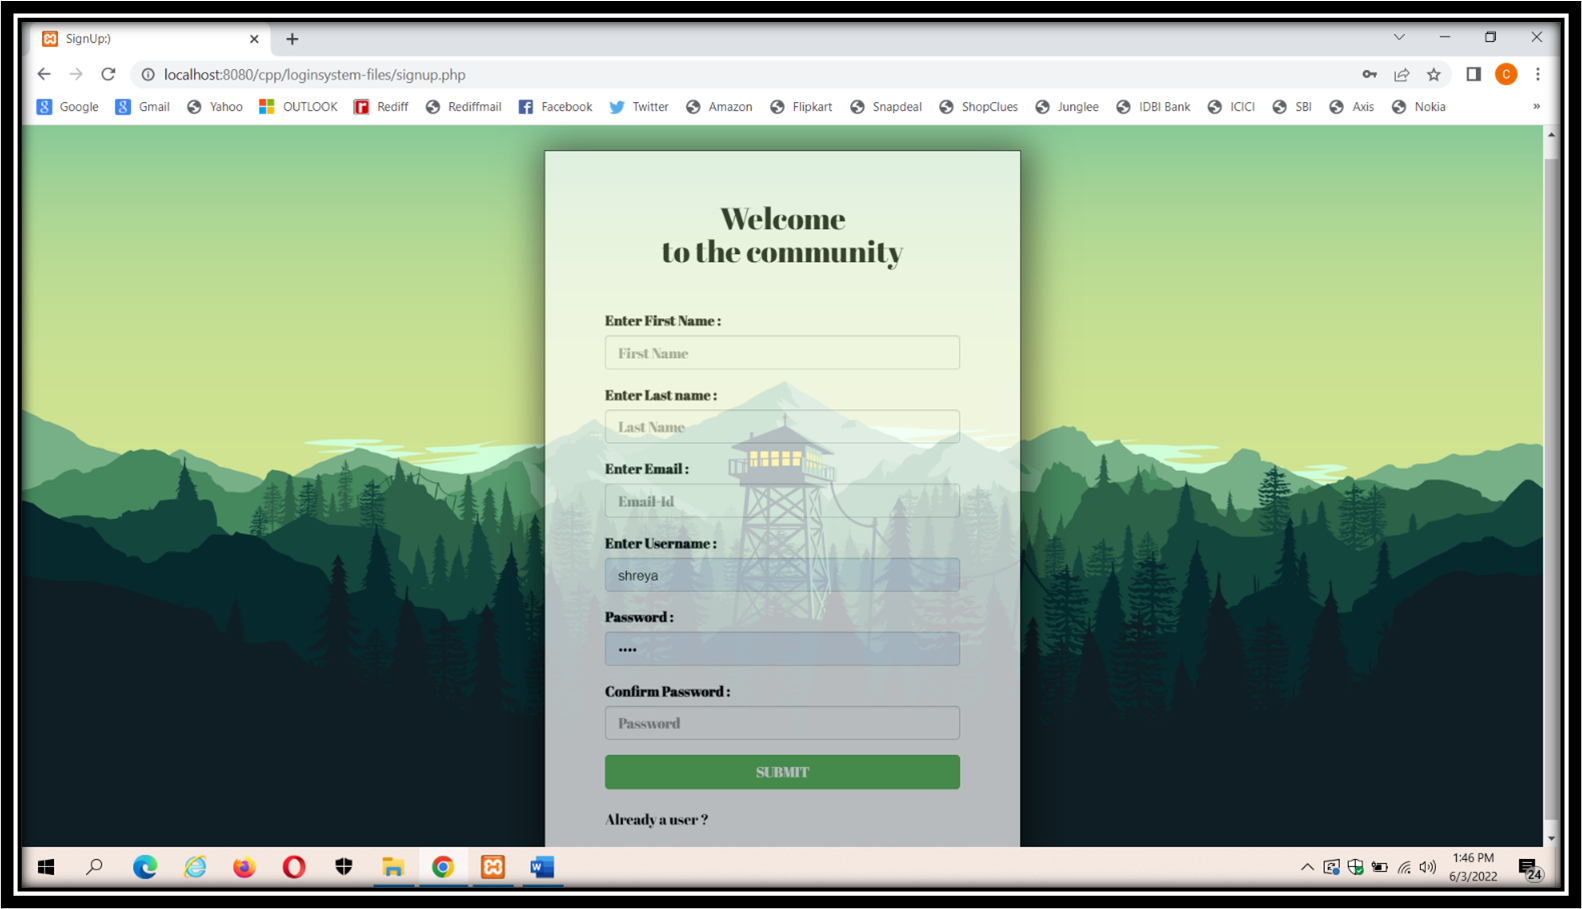 SignUp:)
localhost:8080/cpp/loginsystem-files/signup.php
C
Google Gmail Yahoo OUTLOOK Rediff Rediffmail Facebook Twitter Amazon Flipkart Snapdeal ShopClues Junglee IDBI Bank ICICI SBI Axis Nokia »
Welcome
to the community
Enter First Name :
First Name
Enter Last name :
Last Name
Enter Email :
Email-Id
Enter Username :
shreya
Password :
••••
Confirm Password :
Password
SUBMIT
Already a user ?
1:46 PM
6/3/2022
24